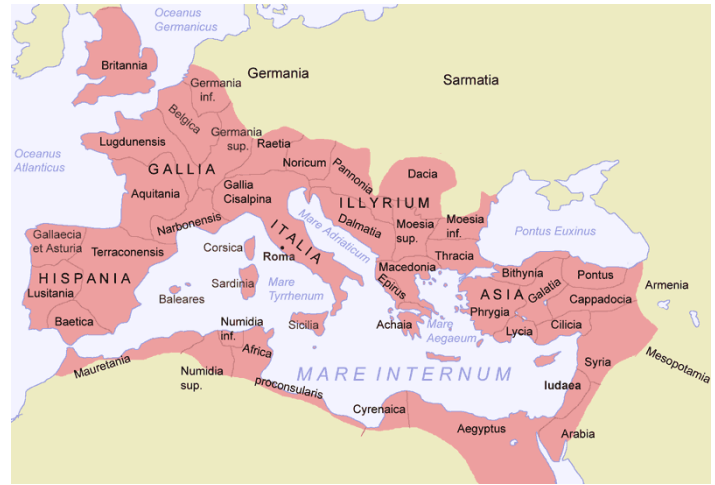 Oceanus
Germanicus
Britannia
Germania
Sarmatia
Germania
inf.
Belgica
Oceanus
Atlanticus
Lugdunensis
Germania
sup.
Raetia
Noricum
Pannonia
Dacia
GALLIA
Aquitania
Gallia
Cisalpina
ILLYRIUM
Dalmatia
Moesia
sup.
Moesia
inf.
Pontus Euxinus
Narbonensis
Mare Adriaticum
Gallaecia
et Asturia
Terraconensis
Corsica
ITALIA
Roma
Thracia
Macedonia
Epirus
Bithynia
Pontus
Galatia
Armenia
HISPANIA
Lusitania
Baetica
Baleares
Sardinia
Mare
Tyrrhenum
ASIA
Phrygia
Cappadocia
Sicilia
Achaia
Mare
Aegaeum
Lycia
Cilicia
Numidia
inf.
Africa
Mauretania
Numidia
sup.
proconsularis
MARE INTERNUM
Syria
Mesopotamia
Iudaea
Cyrenaica
Aegyptus
Arabia